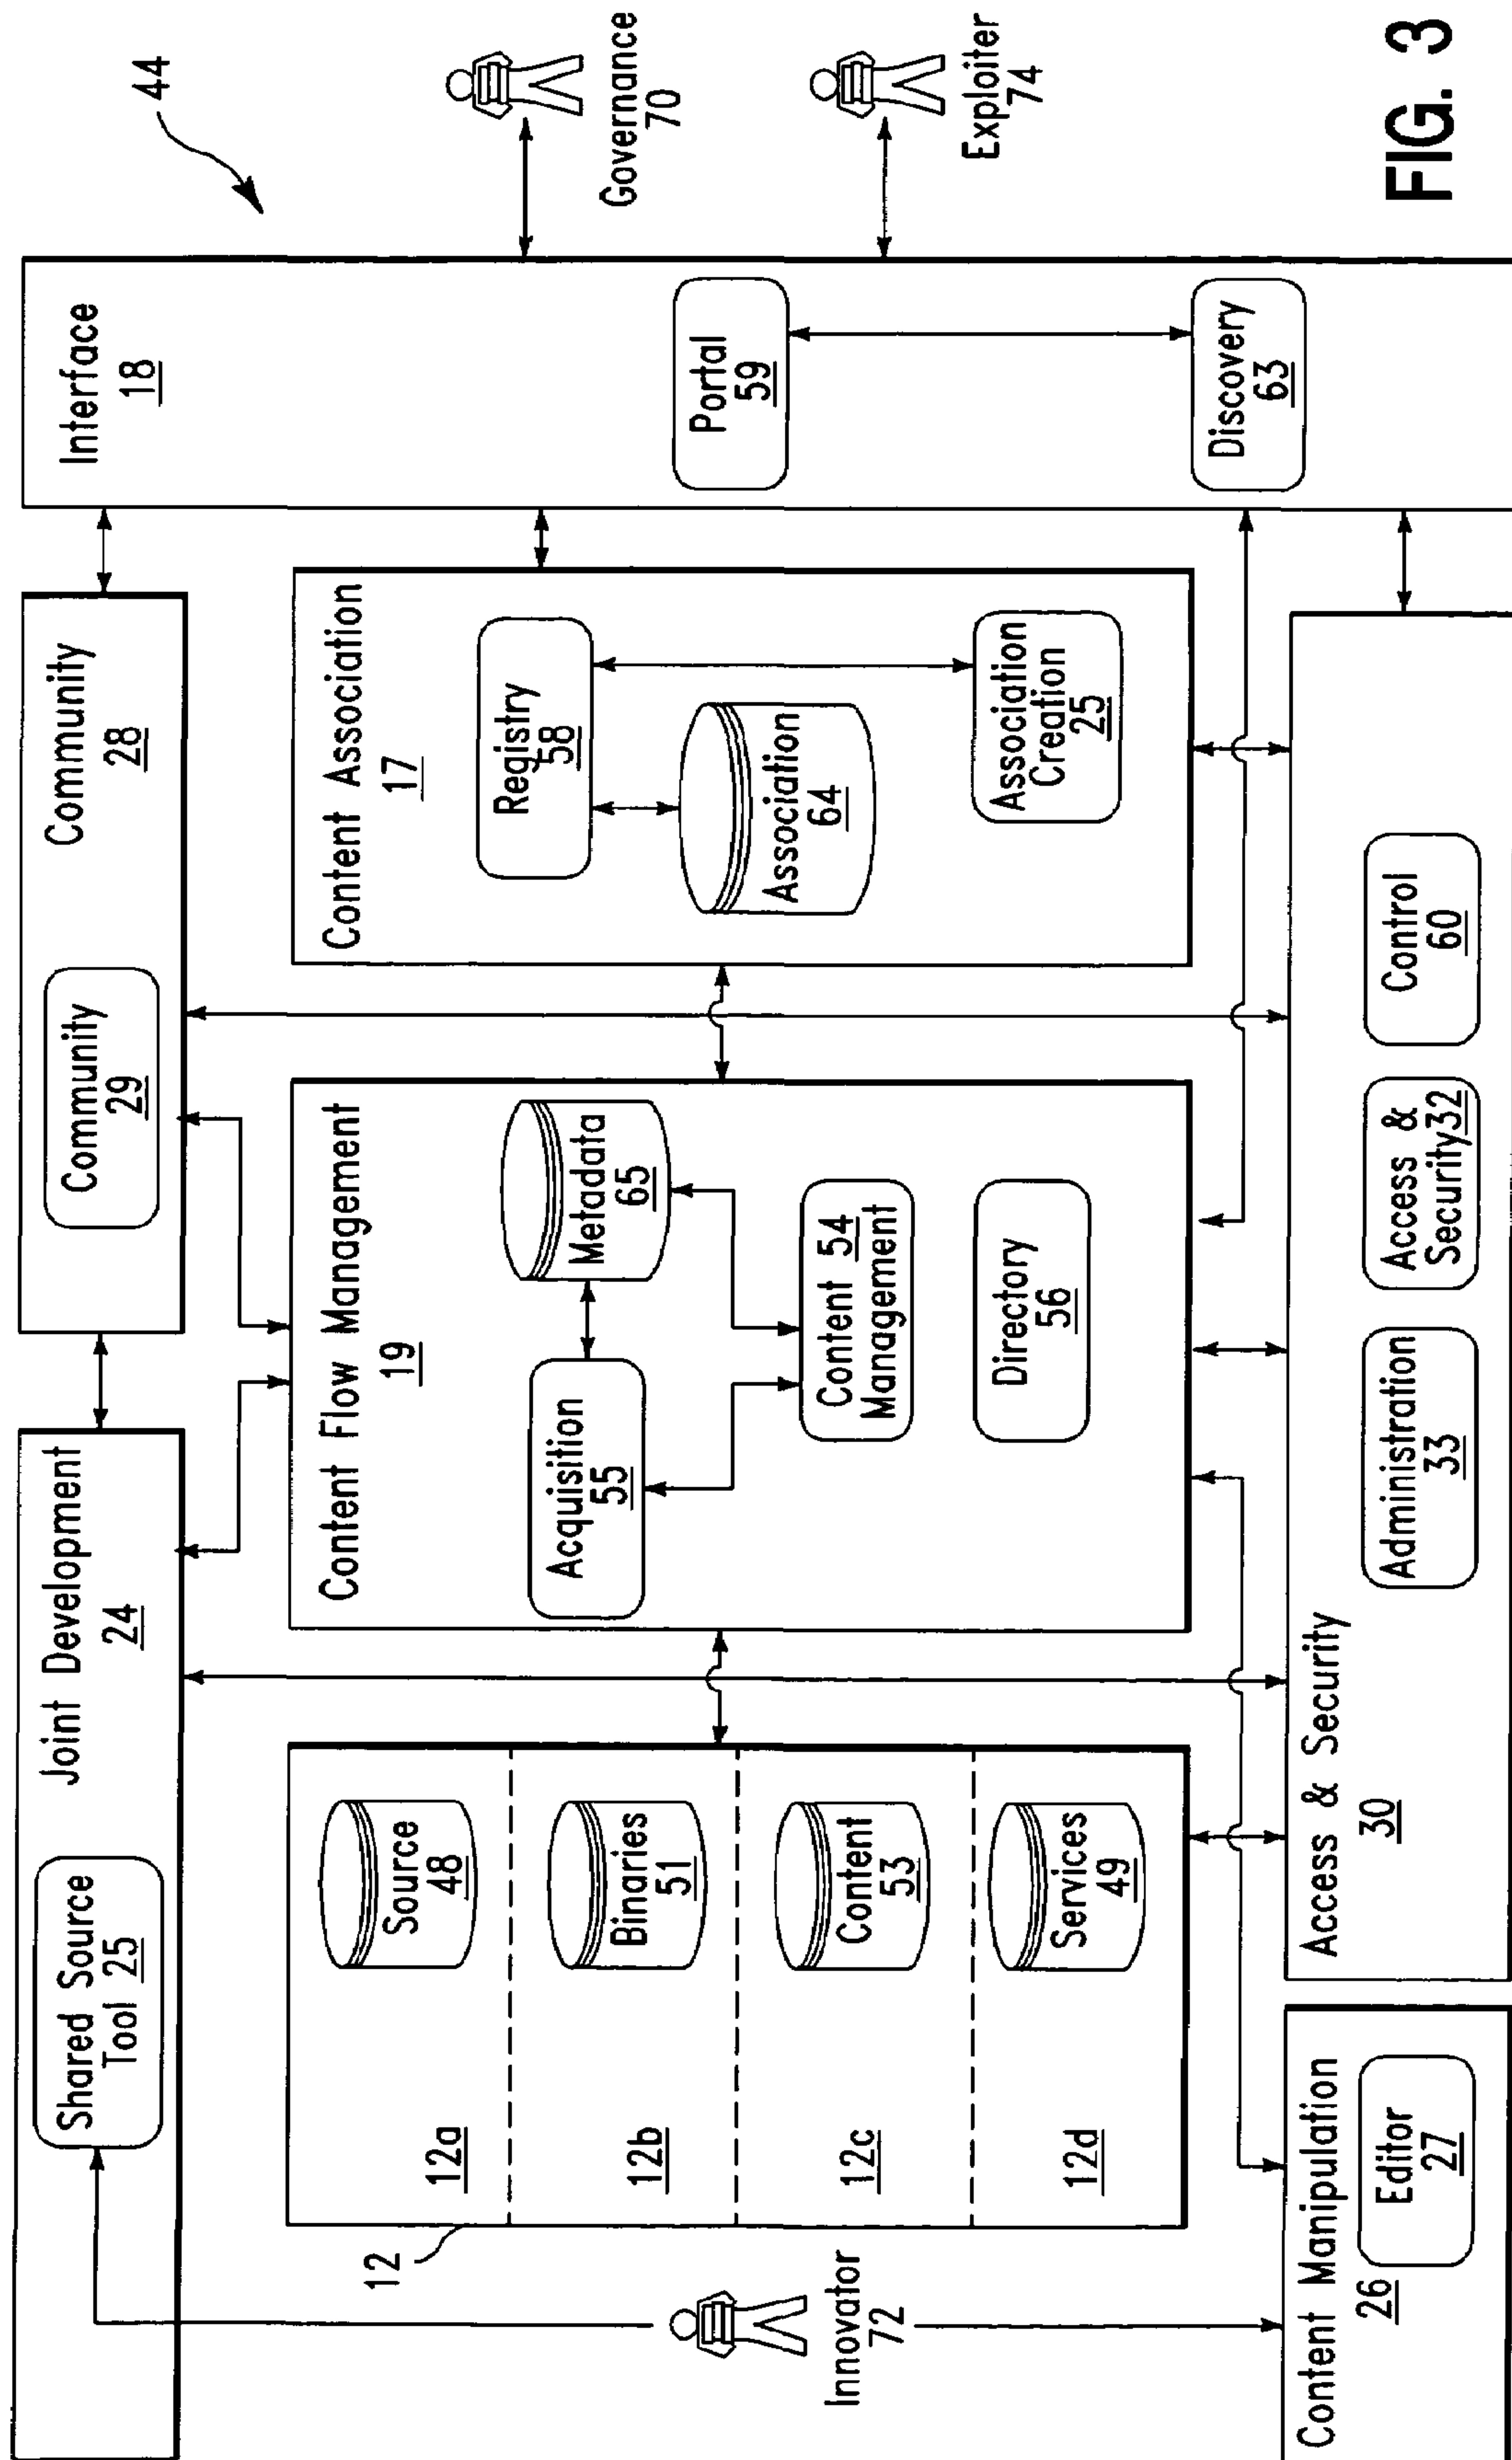 44
Joint Development
24
Shared Source
Tool 25
Community
28
Community
29
Interface
18
Portal
59
Discovery
63
Governance
70
Exploiter
74
12
12a
Source
48
12b
Binaries
51
12c
Content
53
12d
Services
49
Content Flow Management
19
Acquisition
55
Metadata
65
Content 54
Management
Directory
56
Content Association
17
Registry
58
Association
64
Association
Creation
25
Innovator
72
Content Manipulation
26
Editor
27
Access & Security
30
Administration
33
Access &
Security32
Control
60
FIG. 3